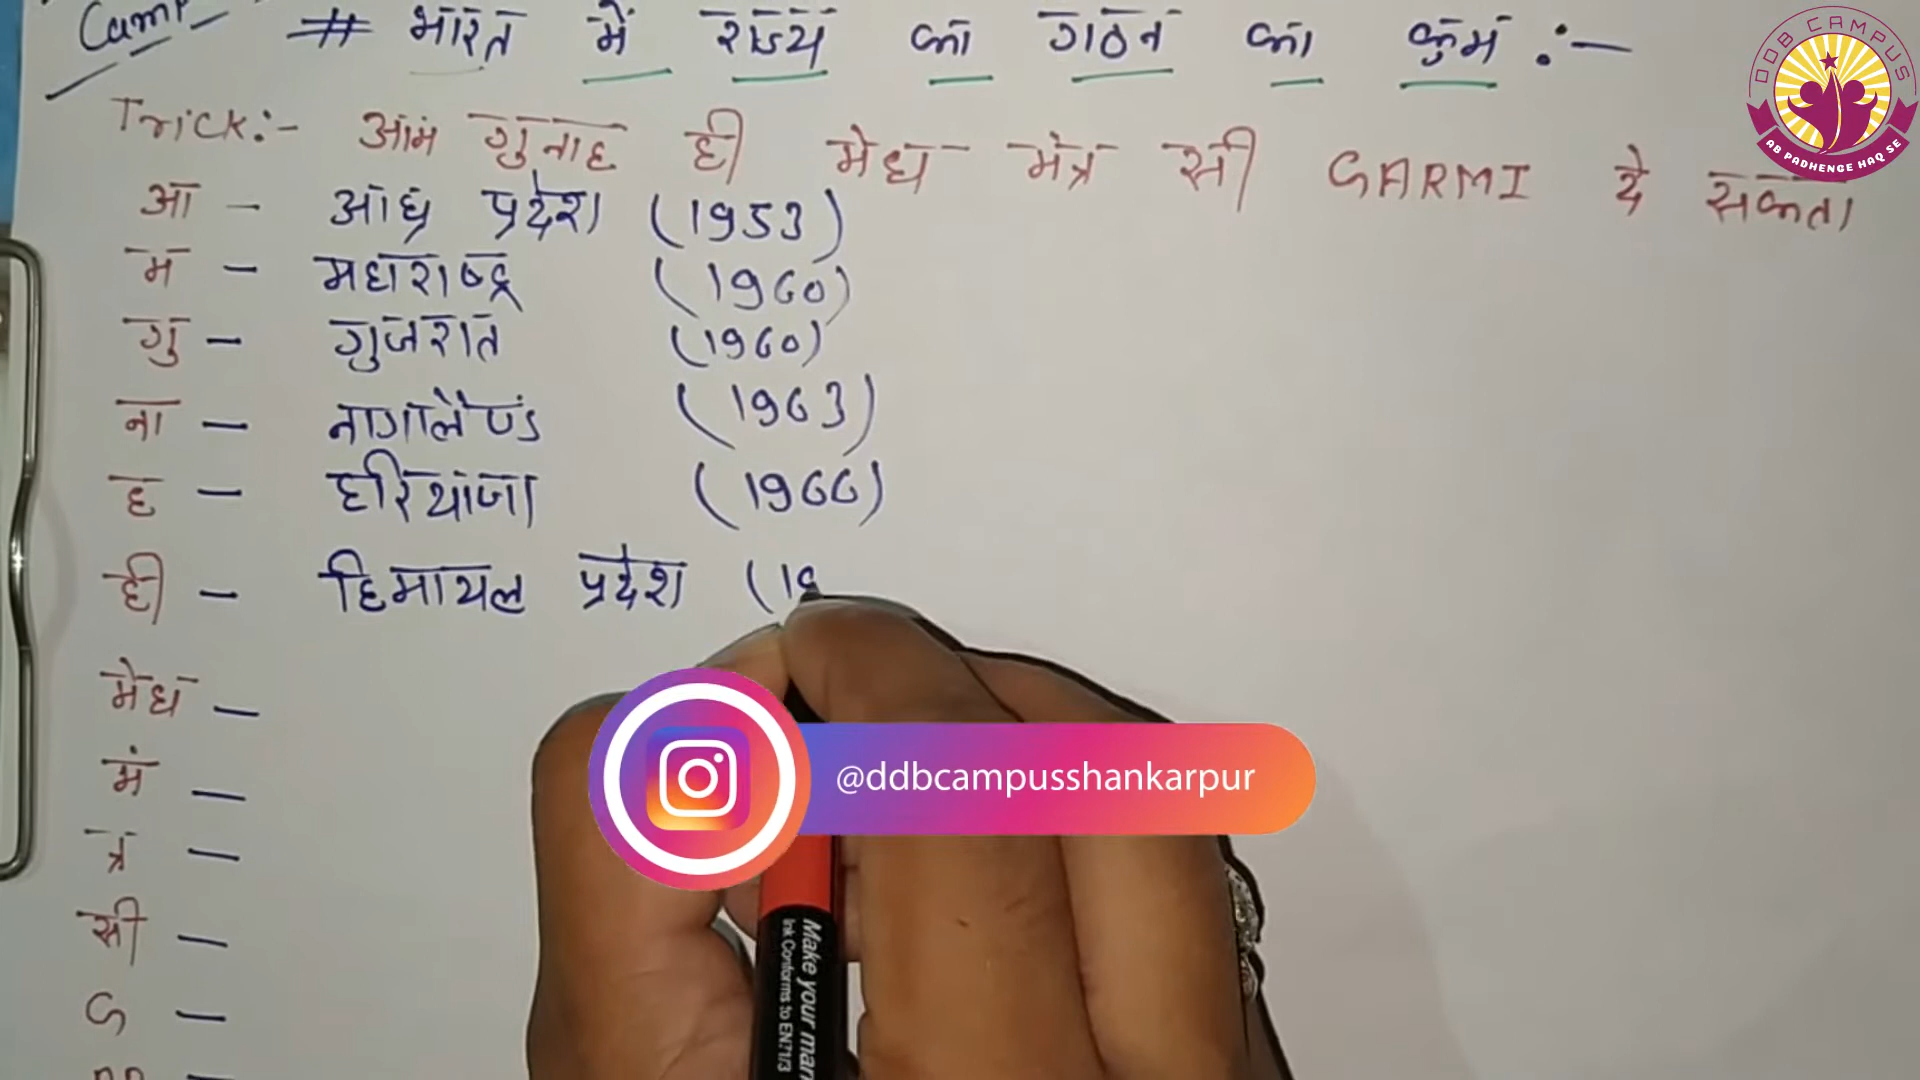 Camp
# भारत में राज्य का गठन का क्रम :-
Trick:- आम गुनाह ही मेघ मंत्र सी GARMI दे सकता
आ - आंध्र प्रदेश (1953)
म - महाराष्ट्र (1960)
गु - गुजरात (1960)
ना - नागालैण्ड (1963)
ह - हरियाणा (1966)
ही - हिमाचल प्रदेश (19
मेघ -
मं -
त्र -
सी -
G -
DDB CAMPUS
AB PADHENGE HAQ SE
@ddbcampusshankarpur
Make your mark
Ink Conforms to EN71/3